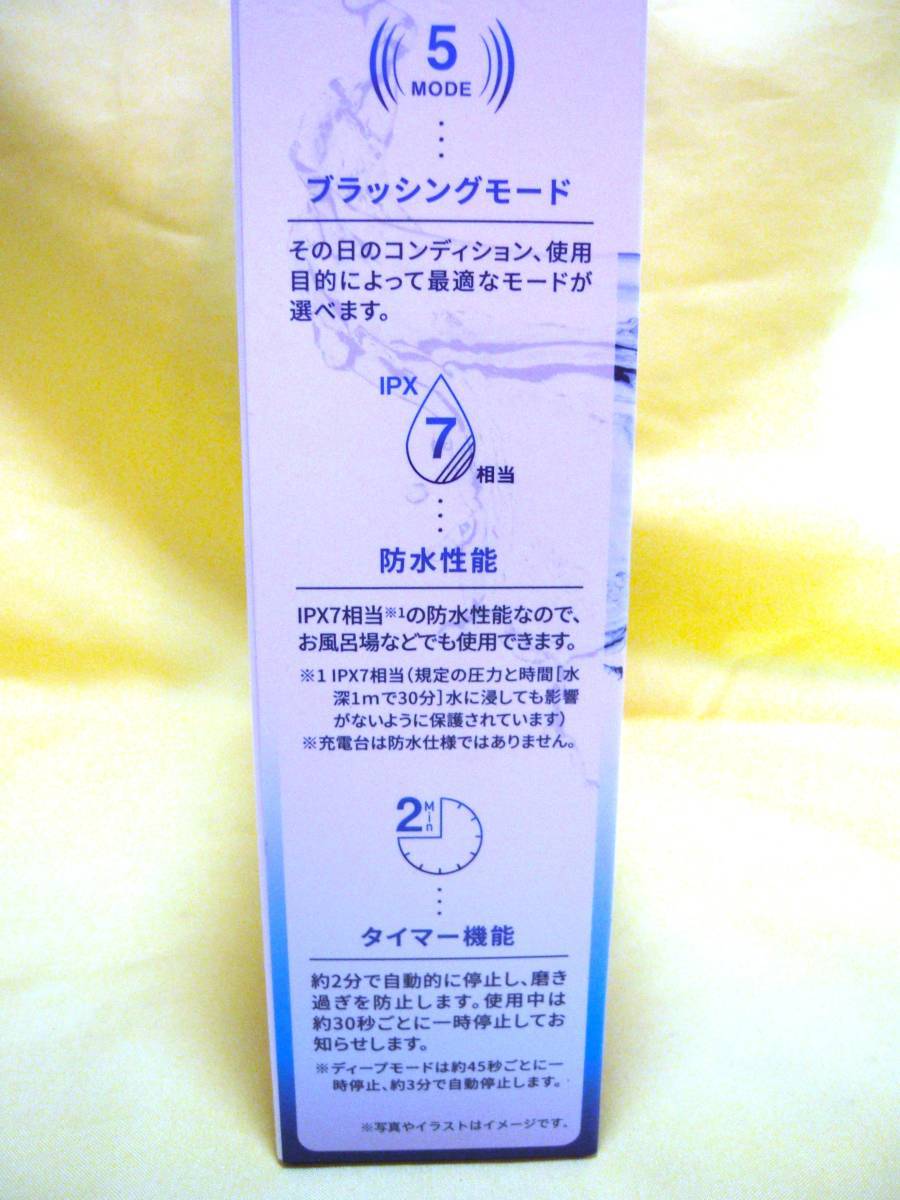 5
MODE
ブラッシングモード
その日のコンディション、使用
目的によって最適なモードが
選べます。
IPX
7
相当
防水性能
IPX7相当※1の防水性能なので、
お風呂場などでも使用できます。
※1 IPX7相当（規定の圧力と時間［水
深1mで30分］水に浸しても影響
がないように保護されています）
※充電台は防水仕様ではありません。
2 Min
タイマー機能
約2分で自動的に停止し、磨き
過ぎを防止します。使用中は
約30秒ごとに一時停止してお
知らせします。
※ディープモードは約45秒ごとに一
時停止、約3分で自動停止します。
※写真やイラストはイメージです。